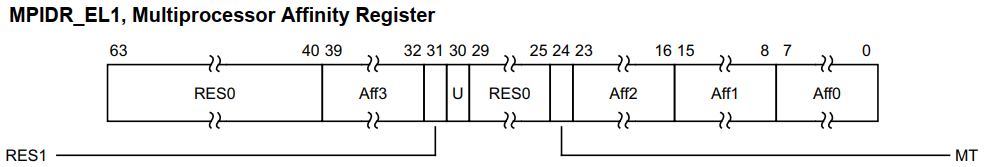 MPIDR_EL1, Multiprocessor Affinity Register
63 40 39 32 31 30 29 25 24 23 16 15 8 7 0
RES0 Aff3 U RES0 Aff2 Aff1 Aff0
RES1 MT